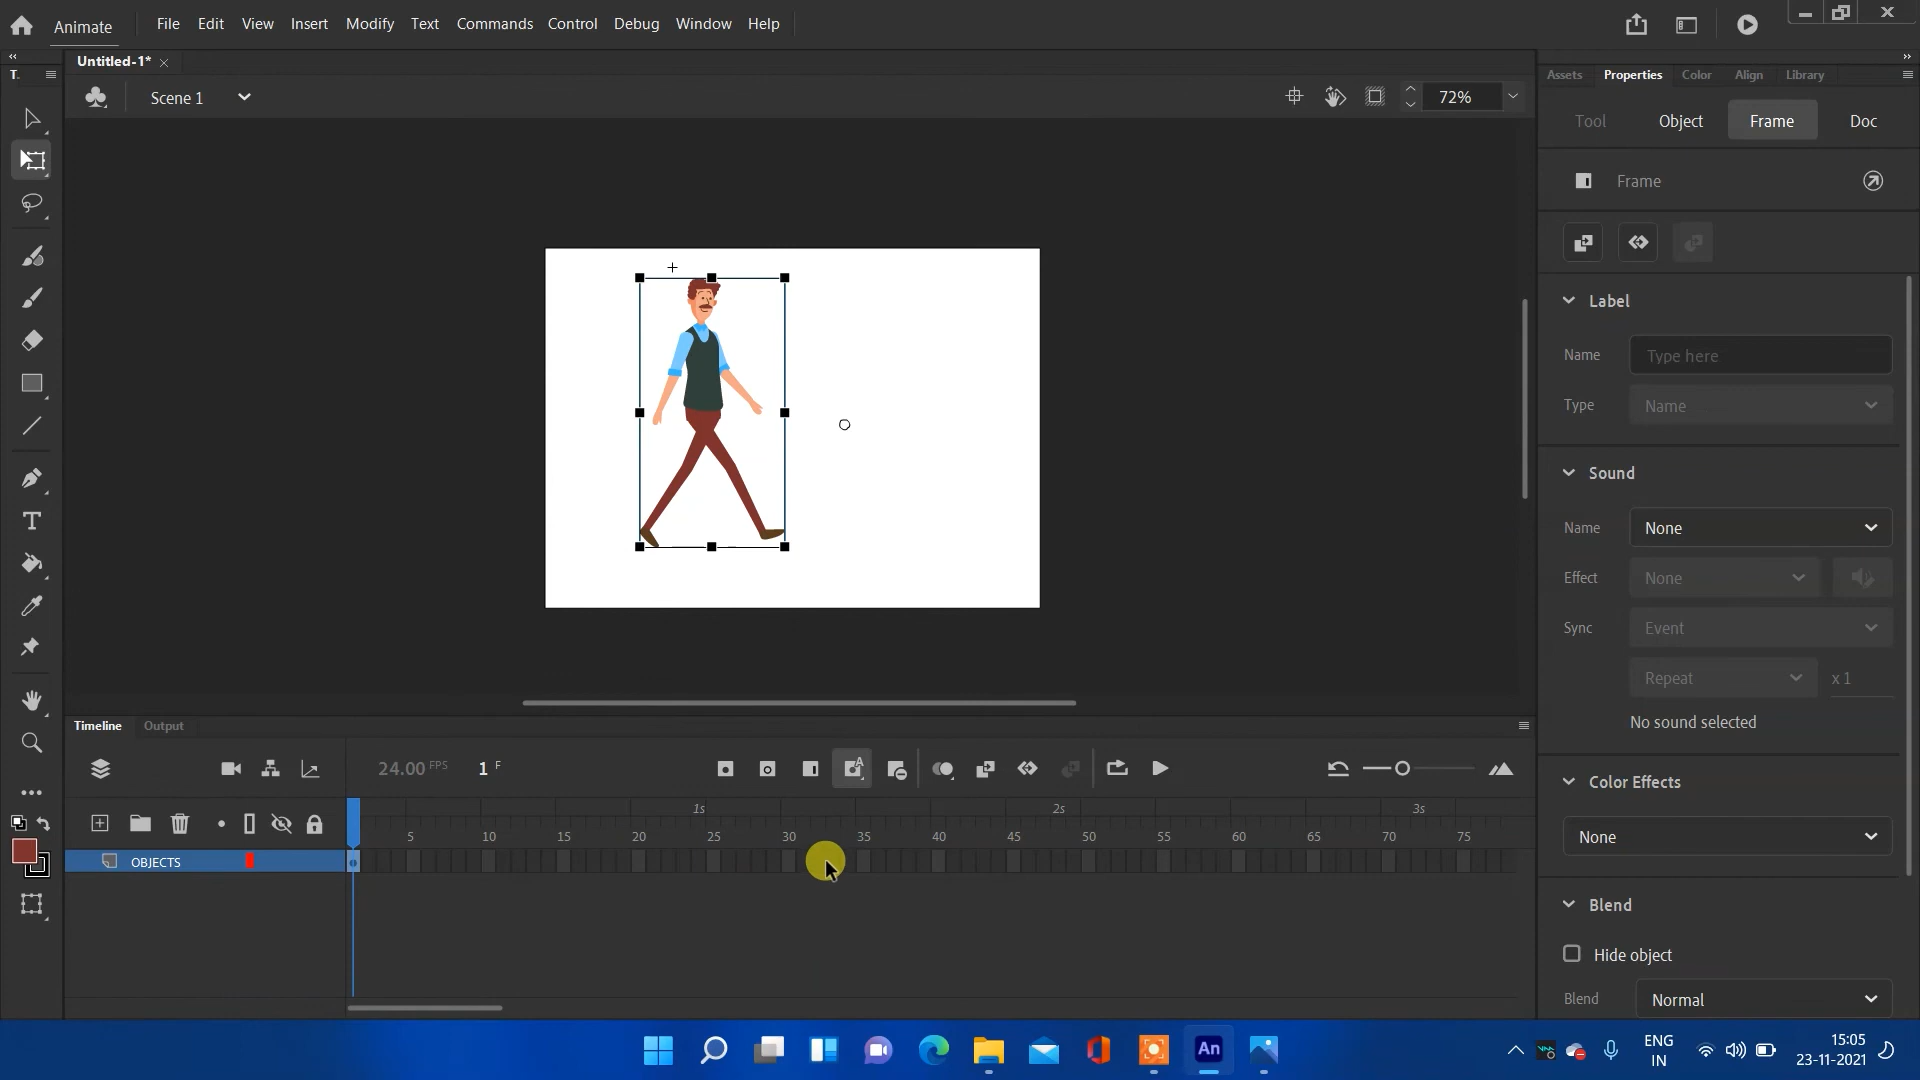 Animate File Edit View Insert Modify Text Commands Control Debug Window Help
Untitled-1*
Scene 1 72%
Assets Properties Color Align Library
Tool Object Frame Doc
Frame
Label
Name Type here
Type Name
Sound
Name None
Effect None
Sync Event
Repeat x 1
No sound selected
Color Effects
None
Blend
Hide object
Blend Normal
Timeline Output
24.00 FPS 1 F
1s 2s 3s
5 10 15 20 25 30 35 40 45 50 55 60 65 70 75
OBJECTS
An
ENG
IN
15:05
23-11-2021